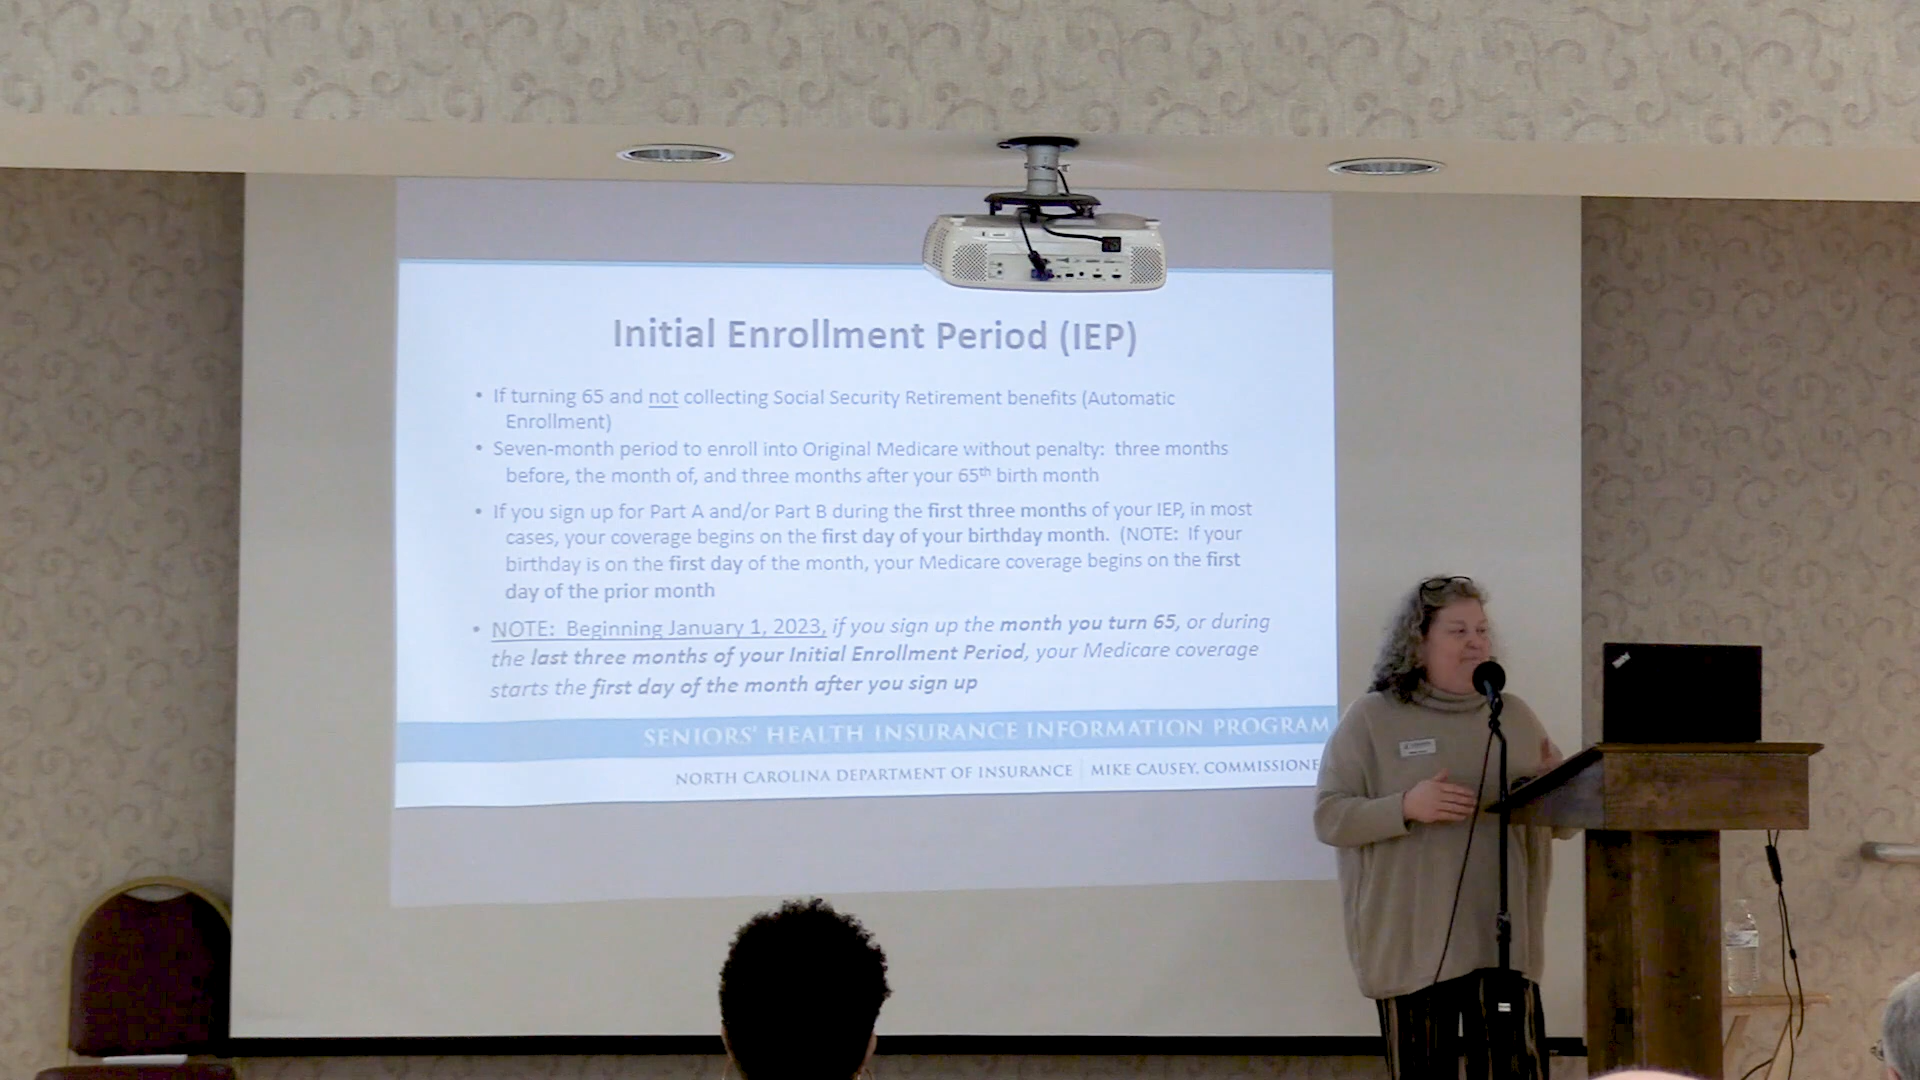 Initial Enrollment Period (IEP)
• If turning 65 and not collecting Social Security Retirement benefits (Automatic
Enrollment)
• Seven-month period to enroll into Original Medicare without penalty: three months
before, the month of, and three months after your 65th birth month
• If you sign up for Part A and/or Part B during the first three months of your IEP, in most
cases, your coverage begins on the first day of your birthday month. (NOTE: If your
birthday is on the first day of the month, your Medicare coverage begins on the first
day of the prior month
• NOTE: Beginning January 1, 2023, if you sign up the month you turn 65, or during
the last three months of your Initial Enrollment Period, your Medicare coverage
starts the first day of the month after you sign up
SENIORS' HEALTH INSURANCE INFORMATION PROGRAM
NORTH CAROLINA DEPARTMENT OF INSURANCE | MIKE CAUSEY, COMMISSIONE
ThinkPad